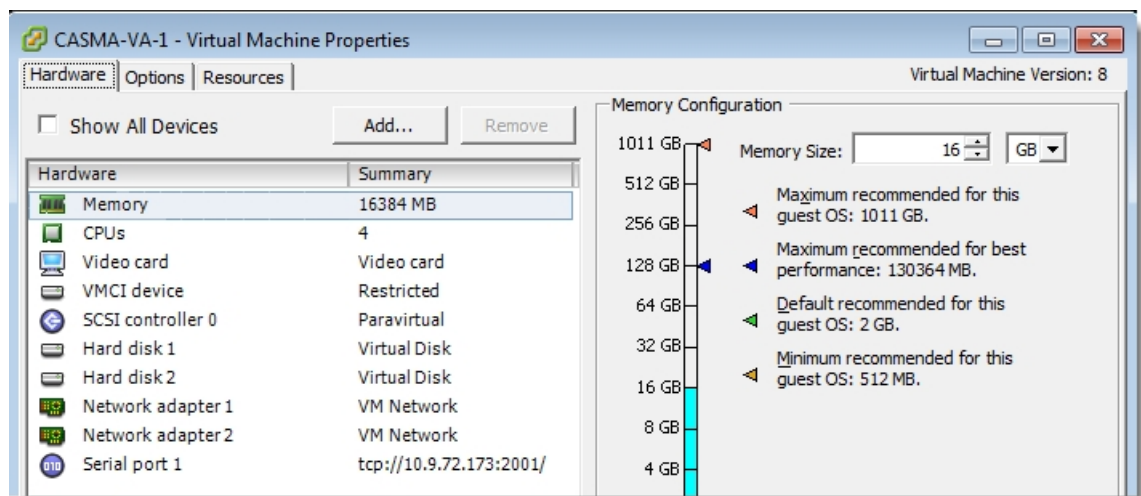 CASMA-VA-1 - Virtual Machine Properties
Hardware Options Resources
Virtual Machine Version: 8
Show All Devices
Add...
Remove
Hardware Summary
Memory 16384 MB
CPUs 4
Video card Video card
VMCI device Restricted
SCSI controller 0 Paravirtual
Hard disk 1 Virtual Disk
Hard disk 2 Virtual Disk
Network adapter 1 VM Network
Network adapter 2 VM Network
010 Serial port 1 tcp://10.9.72.173:2001/
Memory Configuration
1011 GB
512 GB
256 GB
128 GB
64 GB
32 GB
16 GB
8 GB
4 GB
Memory Size: 16 GB
Maximum recommended for this
guest OS: 1011 GB.
Maximum recommended for best
performance: 130364 MB.
Default recommended for this
guest OS: 2 GB.
Minimum recommended for this
guest OS: 512 MB.